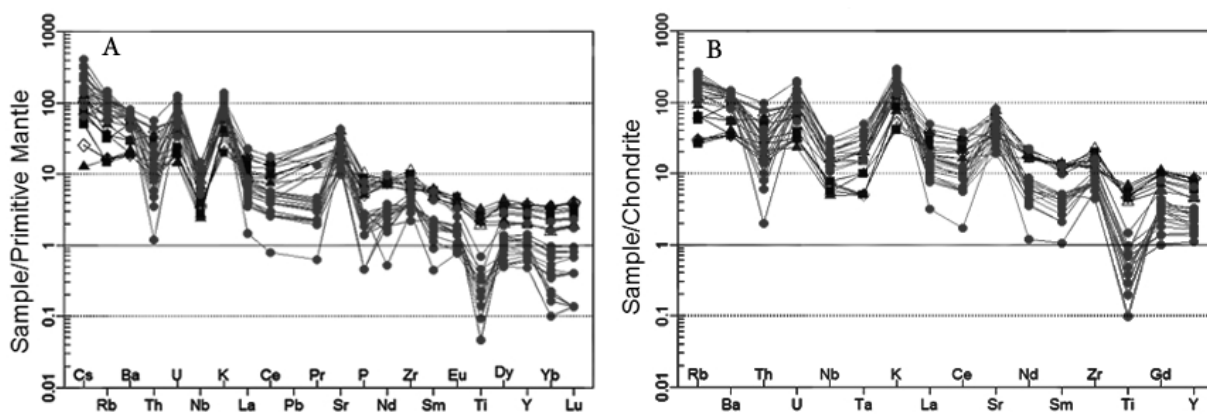 A
Sample/Primitive Mantle
1000
100
10
1
0.1
0.01
Cs Ba U K Ce Pr P Zr Eu Dy Yb
Rb Th Nb La Pb Sr Nd Sm Ti Y Lu
B
Sample/Chondrite
1000
100
10
1
0.1
0.01
Rb Th Nb K Ce Nd Zr Gd
Ba U Ta La Sr Sm Ti Y